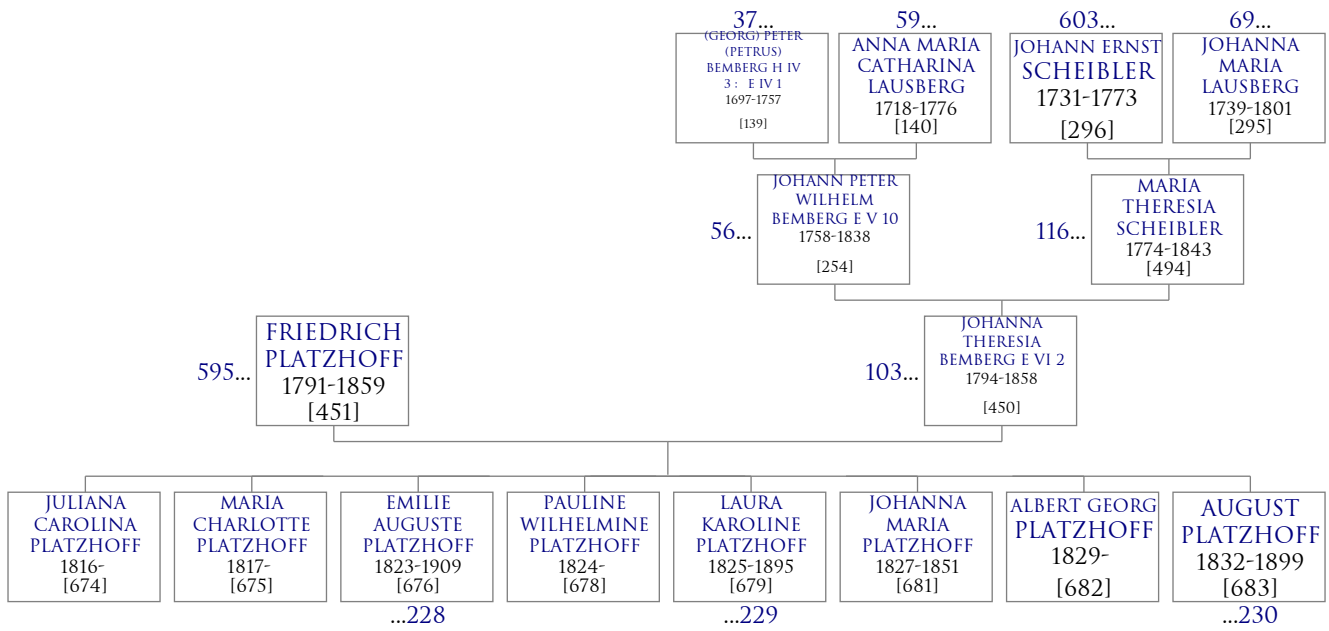 37...
59...
603...
69...
(GEORG) PETER
(PETRUS)
BEMBERG H IV
3 : E IV 1
1697-1757
[139]
ANNA MARIA
CATHARINA
LAUSBERG
1718-1776
[140]
JOHANN ERNST
SCHEIBLER
1731-1773
[296]
JOHANNA
MARIA
LAUSBERG
1739-1801
[295]
56...
JOHANN PETER
WILHELM
BEMBERG E V 10
1758-1838
[254]
116...
MARIA
THERESIA
SCHEIBLER
1774-1843
[494]
595...
FRIEDRICH
PLATZHOFF
1791-1859
[451]
103...
JOHANNA
THERESIA
BEMBERG E VI 2
1794-1858
[450]
JULIANA
CAROLINA
PLATZHOFF
1816-
[674]
MARIA
CHARLOTTE
PLATZHOFF
1817-
[675]
EMILIE
AUGUSTE
PLATZHOFF
1823-1909
[676]
...228
PAULINE
WILHELMINE
PLATZHOFF
1824-
[678]
LAURA
KAROLINE
PLATZHOFF
1825-1895
[679]
...229
JOHANNA
MARIA
PLATZHOFF
1827-1851
[681]
ALBERT GEORG
PLATZHOFF
1829-
[682]
AUGUST
PLATZHOFF
1832-1899
[683]
...230